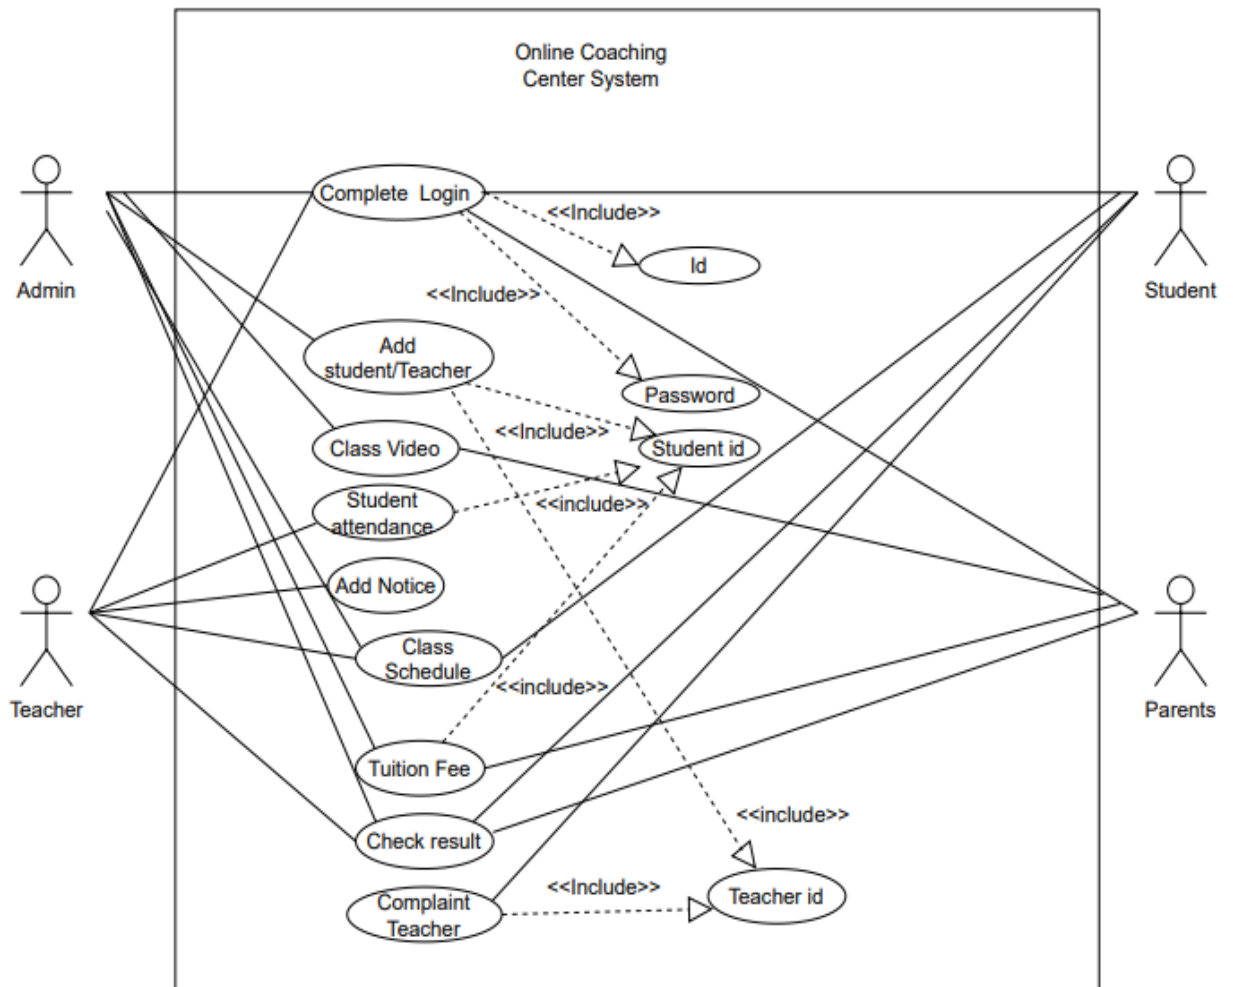 Online Coaching
Center System
Complete Login
<<Include>>
Id
Admin
Student
<<Include>>
Add
student/Teacher
Password
<<Include>>
Class Video
Student id
Student
attendance
<<include>>
Add Notice
Class
Schedule
<<include>>
Teacher
Parents
Tuition Fee
<<include>>
Check result
<<Include>>
Complaint
Teacher
Teacher id